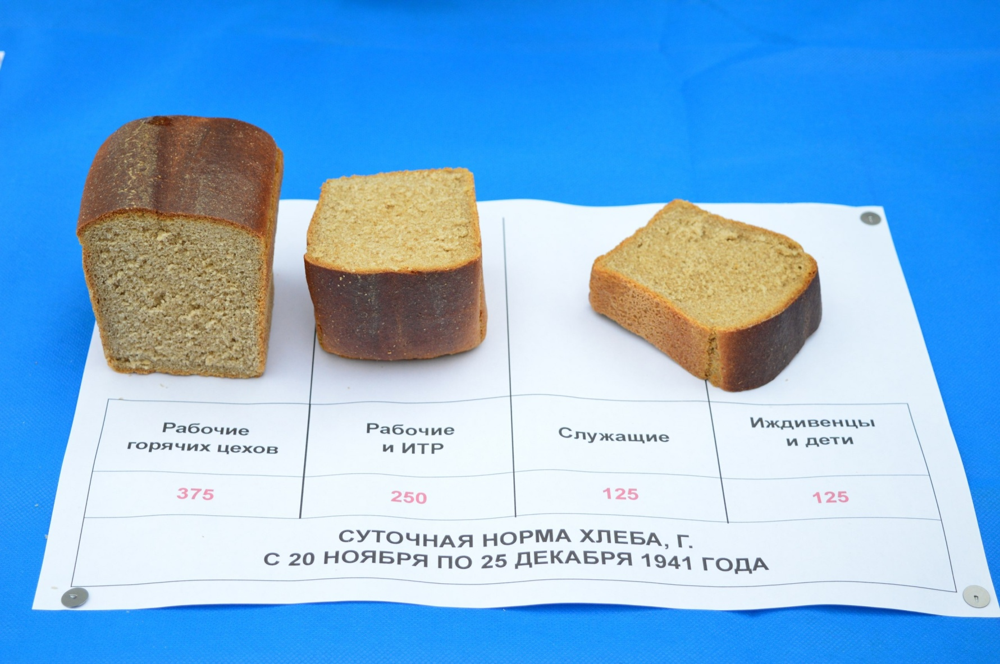 Рабочие
горячих цехов
Рабочие
и ИТР
Служащие
Иждивенцы
и дети
375
250
125
125
СУТОЧНАЯ НОРМА ХЛЕБА, Г.
С 20 НОЯБРЯ ПО 25 ДЕКАБРЯ 1941 ГОДА